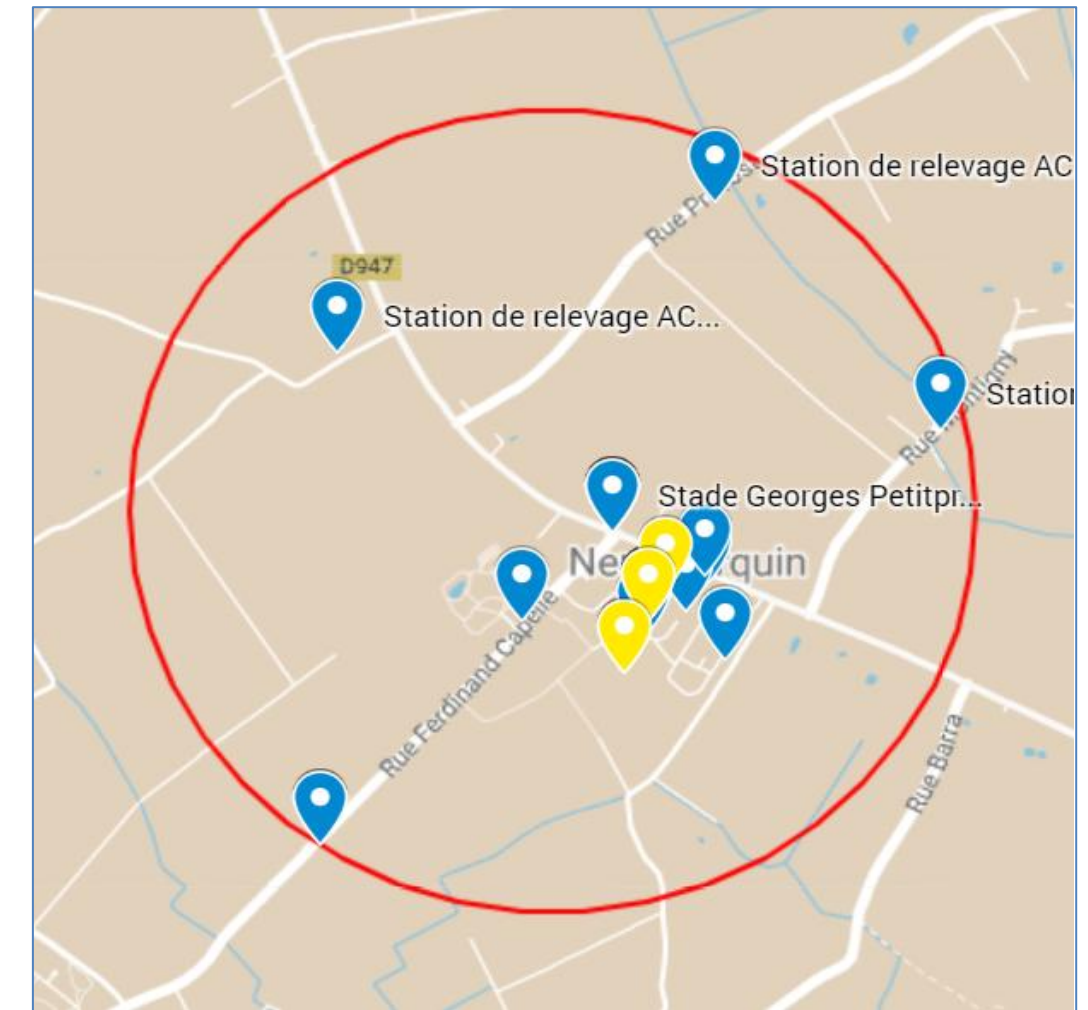 Station de relevage AC
D947
Station de relevage AC...
Rue
Station
Rue
Stade Georges Petitpr...
Rue Ferdinand Capelle
Rue Barra